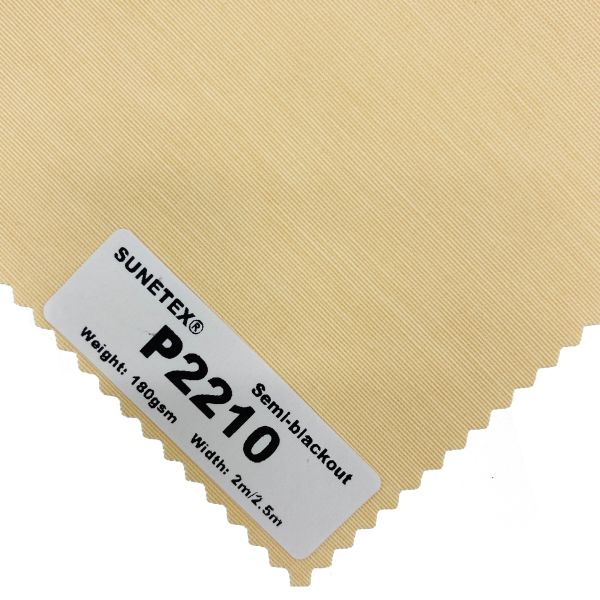 SUNETEX®
Semi-blackout
P2210
Weight: 180gsm Width: 2m/2.5m